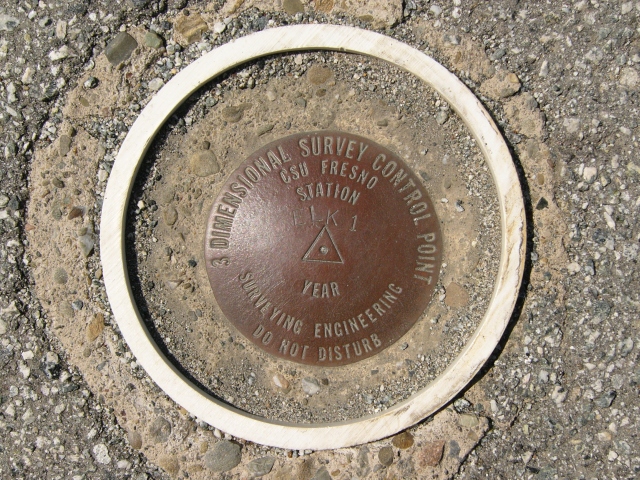 3 DIMENSIONAL SURVEY CONTROL POINT
CSU FRESNO
STATION
ELK 1
YEAR
SURVEYING ENGINEERING
DO NOT DISTURB